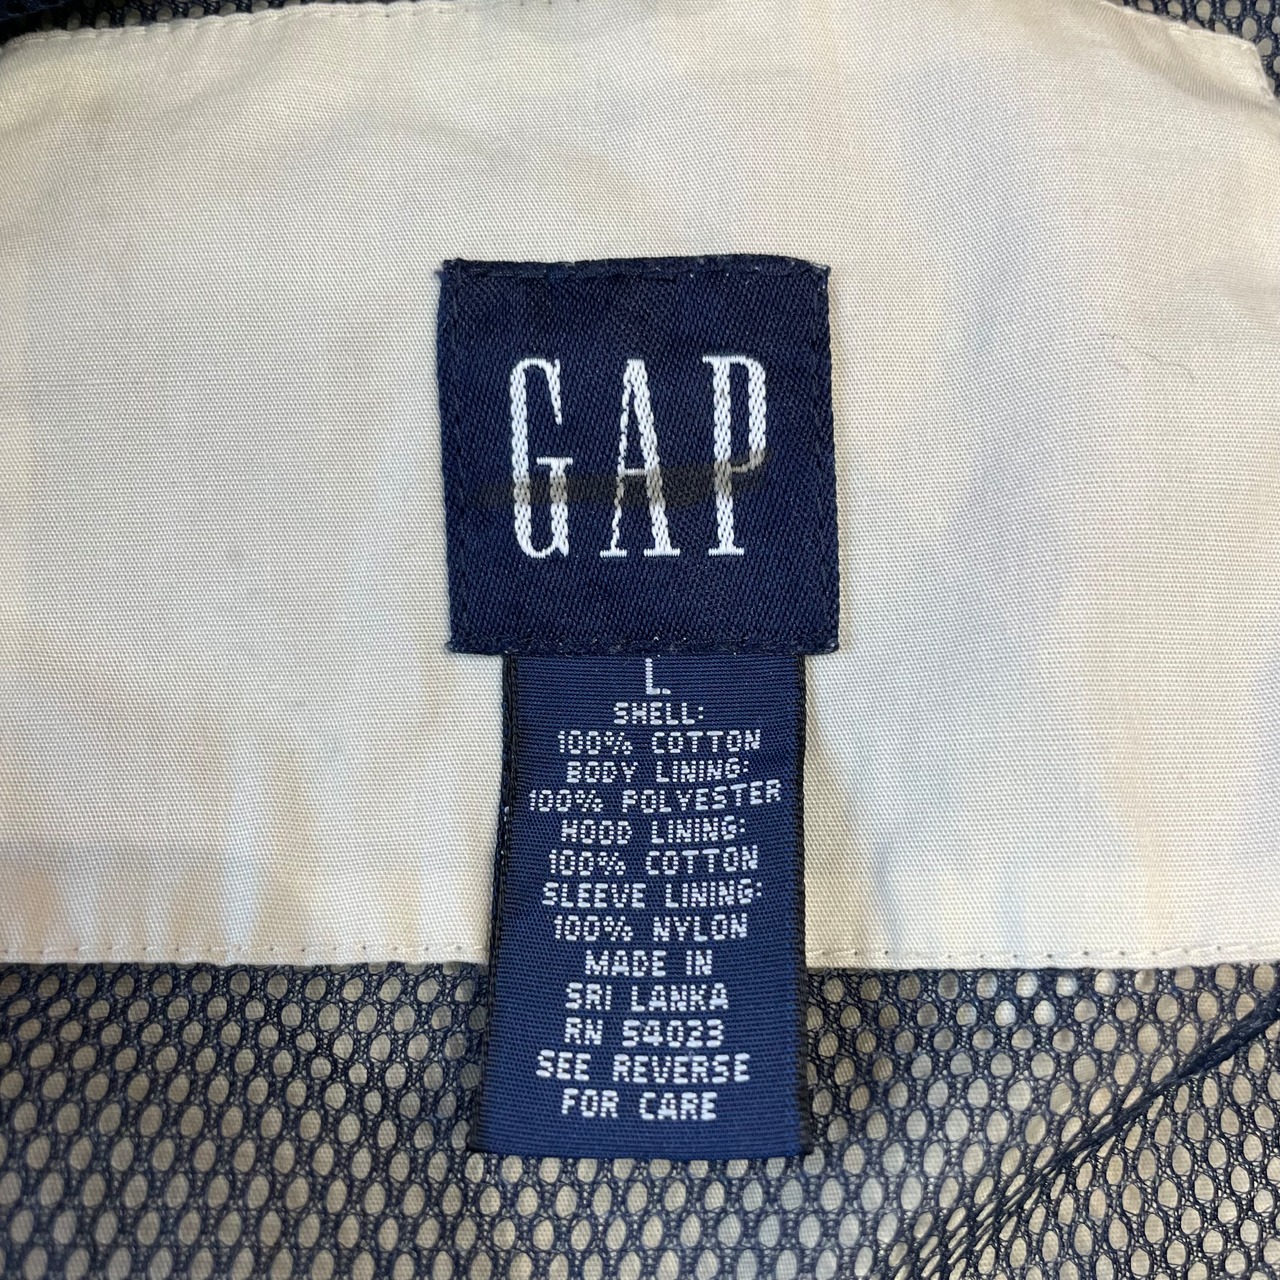 GAP
L.
SHELL:
100% COTTON
BODY LINING:
100% POLYESTER
HOOD LINING:
100% COTTON
SLEEVE LINING:
100% NYLON
MADE IN
SRI LANKA
RN 54023
SEE REVERSE
FOR CARE